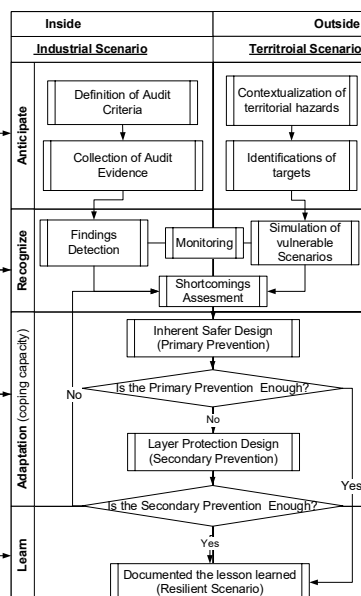 Inside
Outside
Industrial Scenario
Territroial Scenario
Anticipate
Definition of Audit
Criteria
Contextualization of
territorial hazards
Collection of Audit
Evidence
Identifications of
targets
Recognize
Findings
Detection
Monitoring
Simulation of
vulnerable
Scenarios
Shortcomings
Assesment
Adaptation (coping capacity)
Inherent Safer Design
(Primary Prevention)
No
Is the Primary Prevention Enough?
No
Layer Protection Design
(Secondary Prevention)
Yes
Is the Secondary Prevention Enough?
Learn
Yes
Documented the lesson learned
(Resilient Scenario)